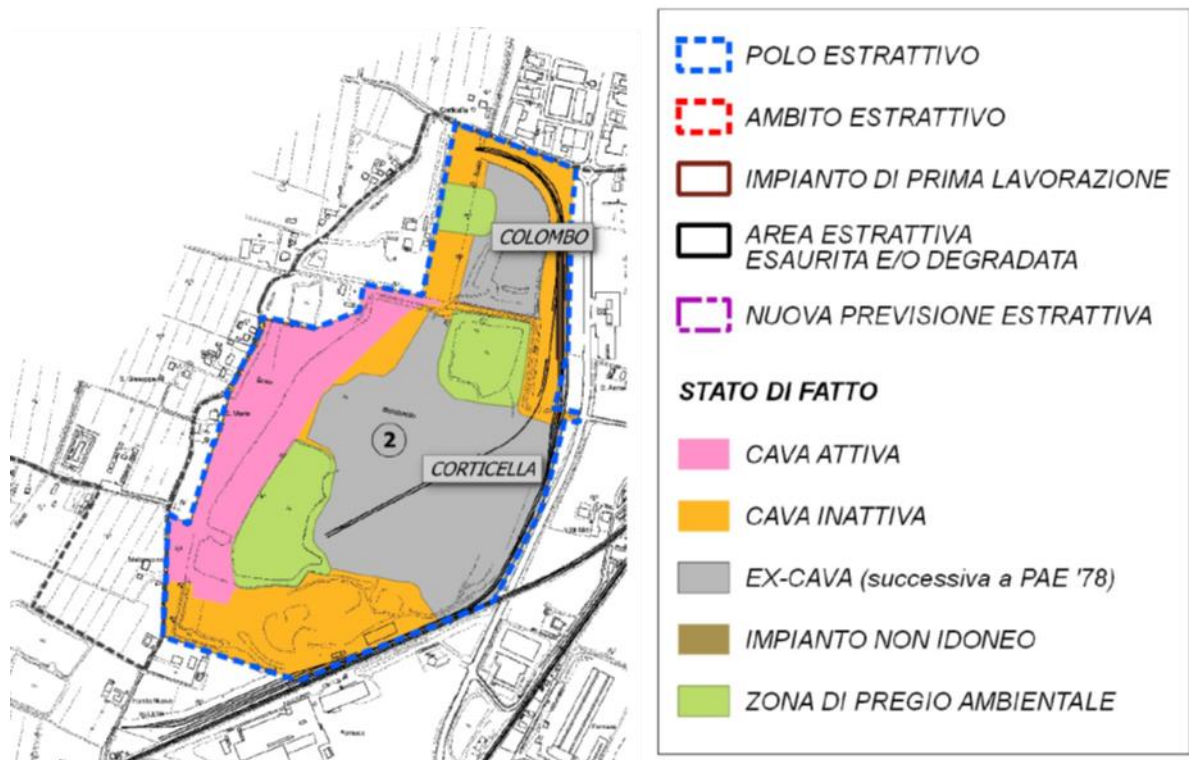 COLOMBO
2
CORTICELLA
POLO ESTRATTIVO
AMBITO ESTRATTIVO
IMPIANTO DI PRIMA LAVORAZIONE
AREA ESTRATTIVA
ESAURITA E/O DEGRADATA
NUOVA PREVISIONE ESTRATTIVA
STATO DI FATTO
CAVA ATTIVA
CAVA INATTIVA
EX-CAVA (successiva a PAE '78)
IMPIANTO NON IDONEO
ZONA DI PREGIO AMBIENTALE